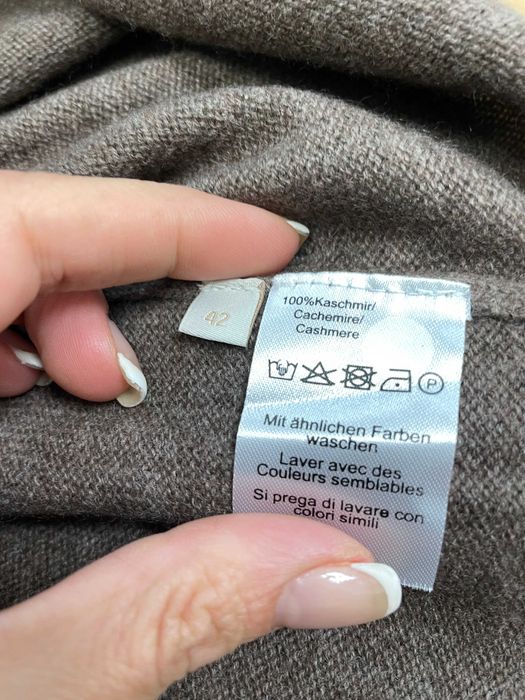 42
100%Kaschmir/
Cachemire/
Cashmere
P
Mit ähnlichen Farben
waschen
Laver avec des
Couleurs semblables
Si prega di lavare con
colori simili